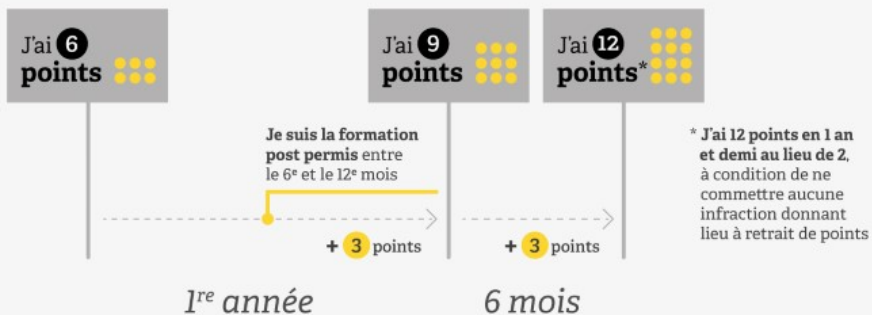 J'ai 6
points
J'ai 9
points
J'ai 12
points*
Je suis la formation
post permis entre
le 6e et le 12e mois
* J'ai 12 points en 1 an
et demi au lieu de 2,
à condition de ne
commettre aucune
infraction donnant
lieu à retrait de points
+ 3 points
+ 3 points
1re année
6 mois